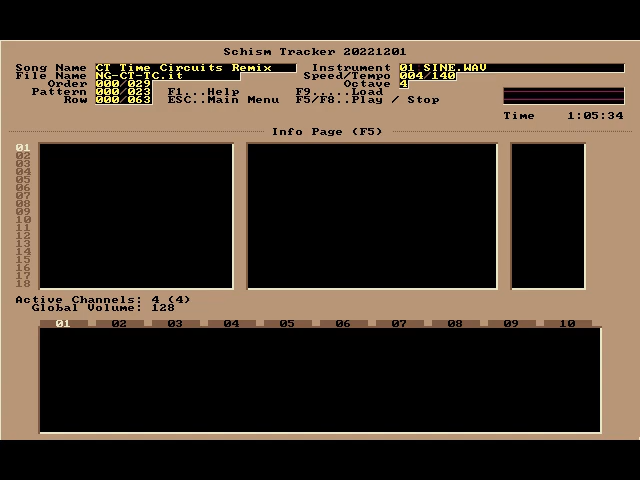 Schism Tracker 20221201
Song Name CT Time Circuits Remix Instrument 01 SINE.WAV
File Name NG-CT-TC.it Speed/Tempo 004/140
Order 000/029 Octave 4
Pattern 000/023 F1...Help F9.....Load
Row 000/063 ESC..Main Menu F5/F8..Play / Stop
Time 1:05:34
Info Page (F5)
01
02
03
04
05
06
07
08
09
10
11
12
13
14
15
16
17
18
Active Channels: 4 (4)
Global Volume: 128
01 02 03 04 05 06 07 08 09 10